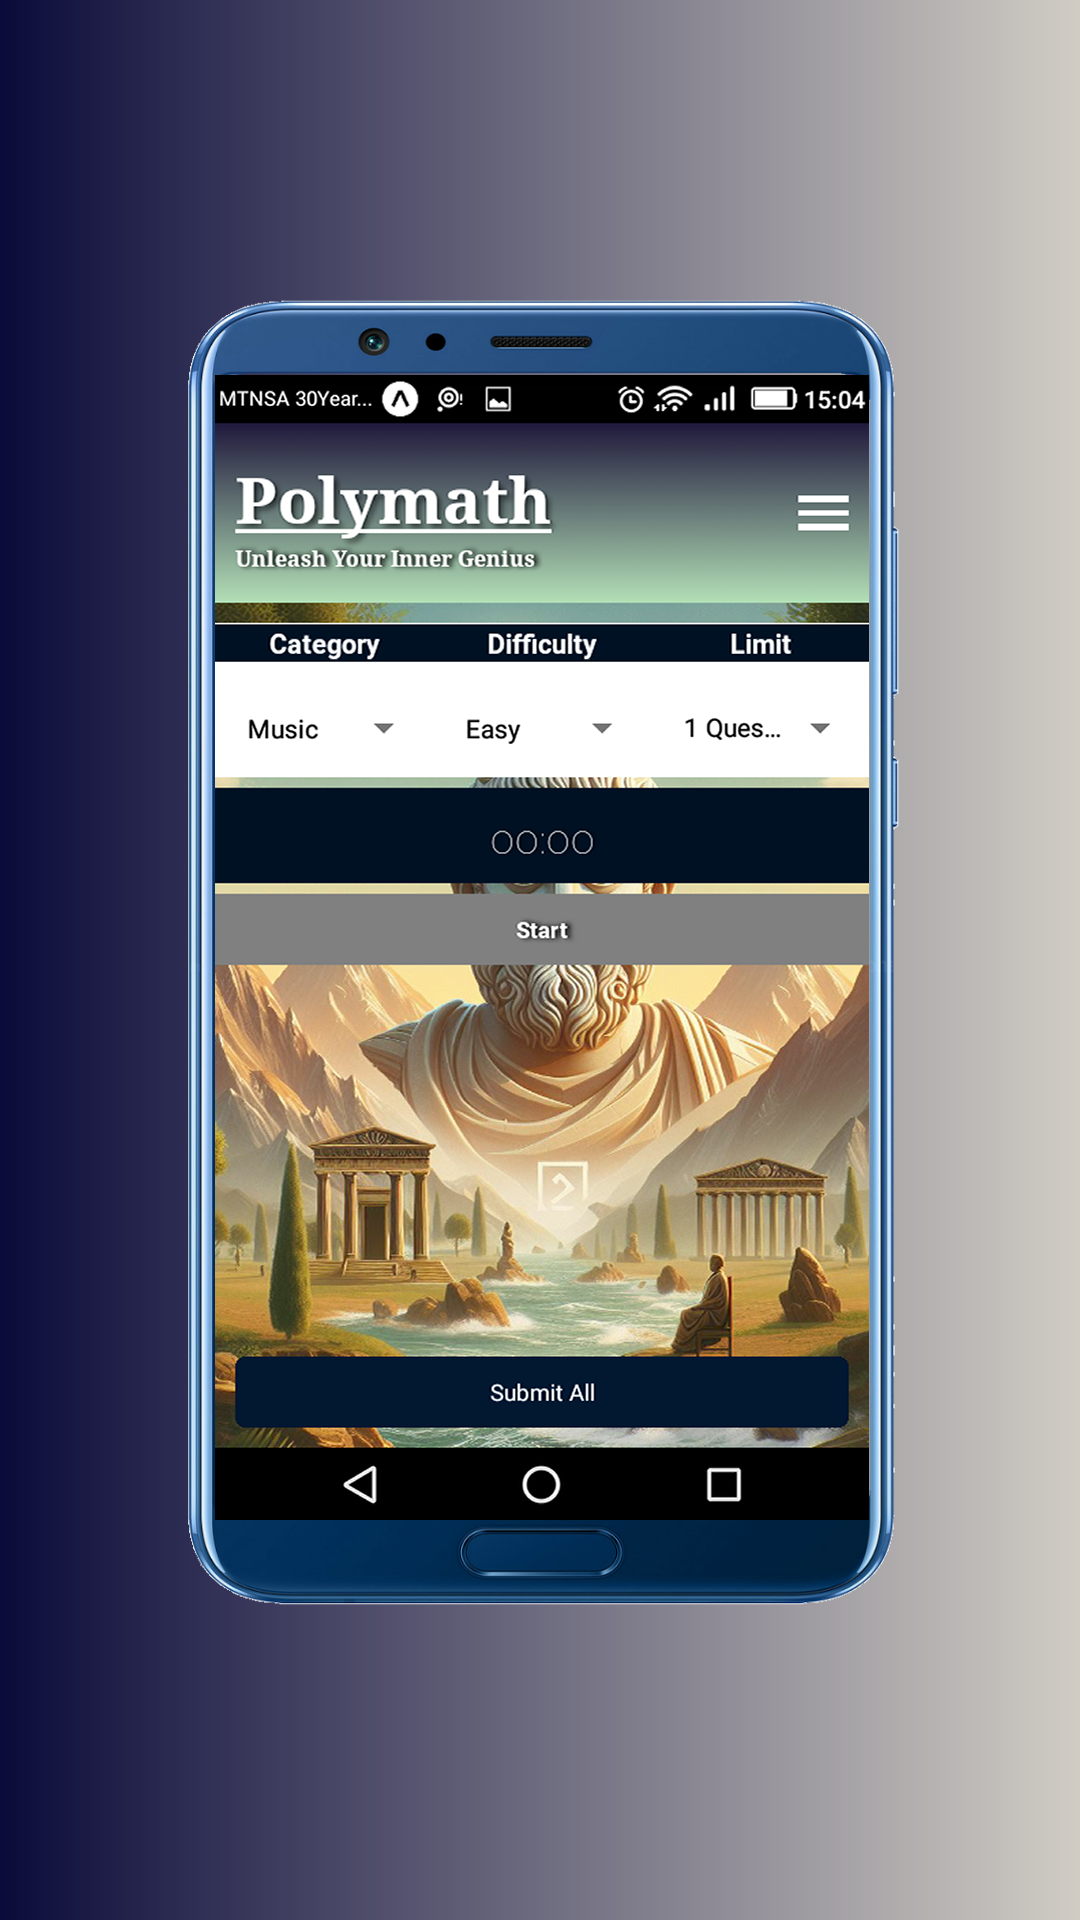 MTNSA 30Year... 15:04
Polymath
Unleash Your Inner Genius
Category Difficulty Limit
Music Easy 1 Ques...
00:00
Start
Submit All